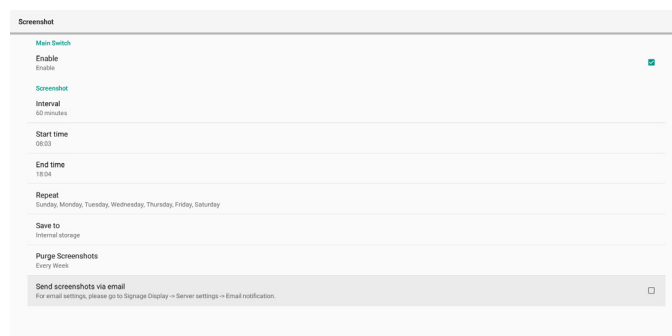 Screenshot
Main Switch
Enable
Enable
Screenshot
Interval
60 minutes
Start time
08:03
End time
18:04
Repeat
Sunday, Monday, Tuesday, Wednesday, Thursday, Friday, Saturday
Save to
Internal storage
Purge Screenshots
Every Week
Send screenshots via email
For email settings, please go to Signage Display -> Server settings -> Email notification.